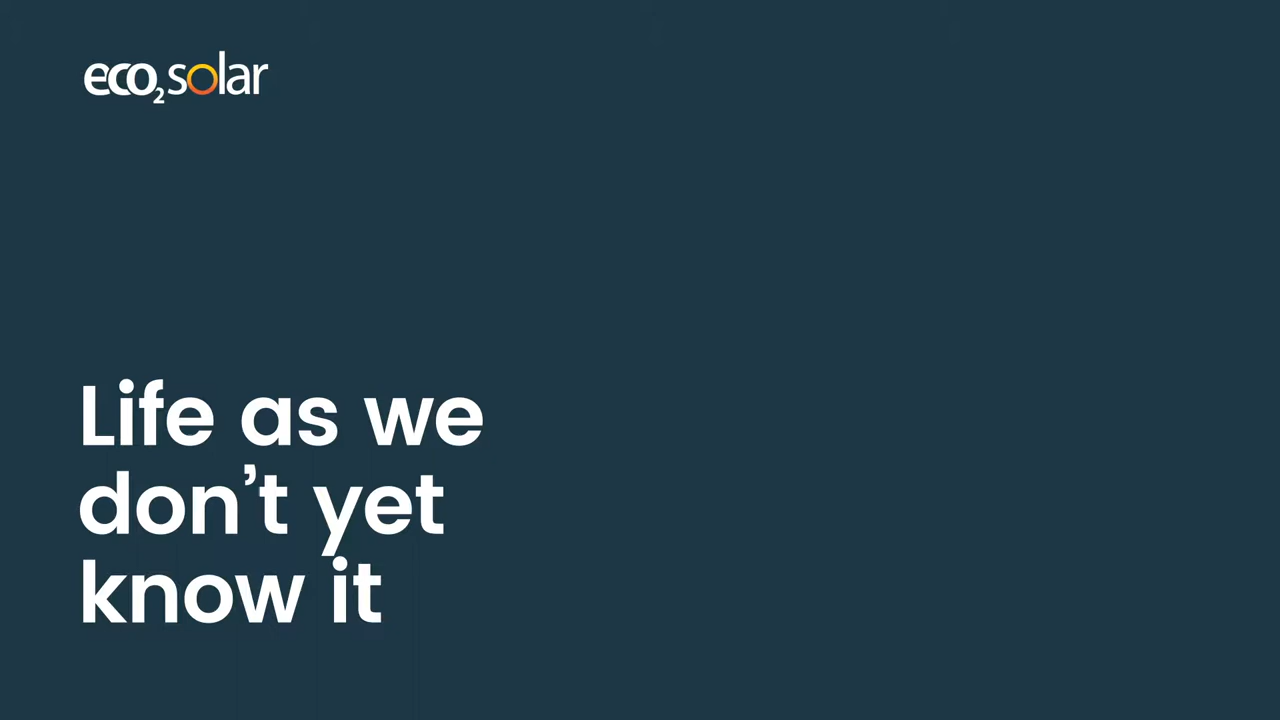 eco2solar
Life as we
don’t yet
know it